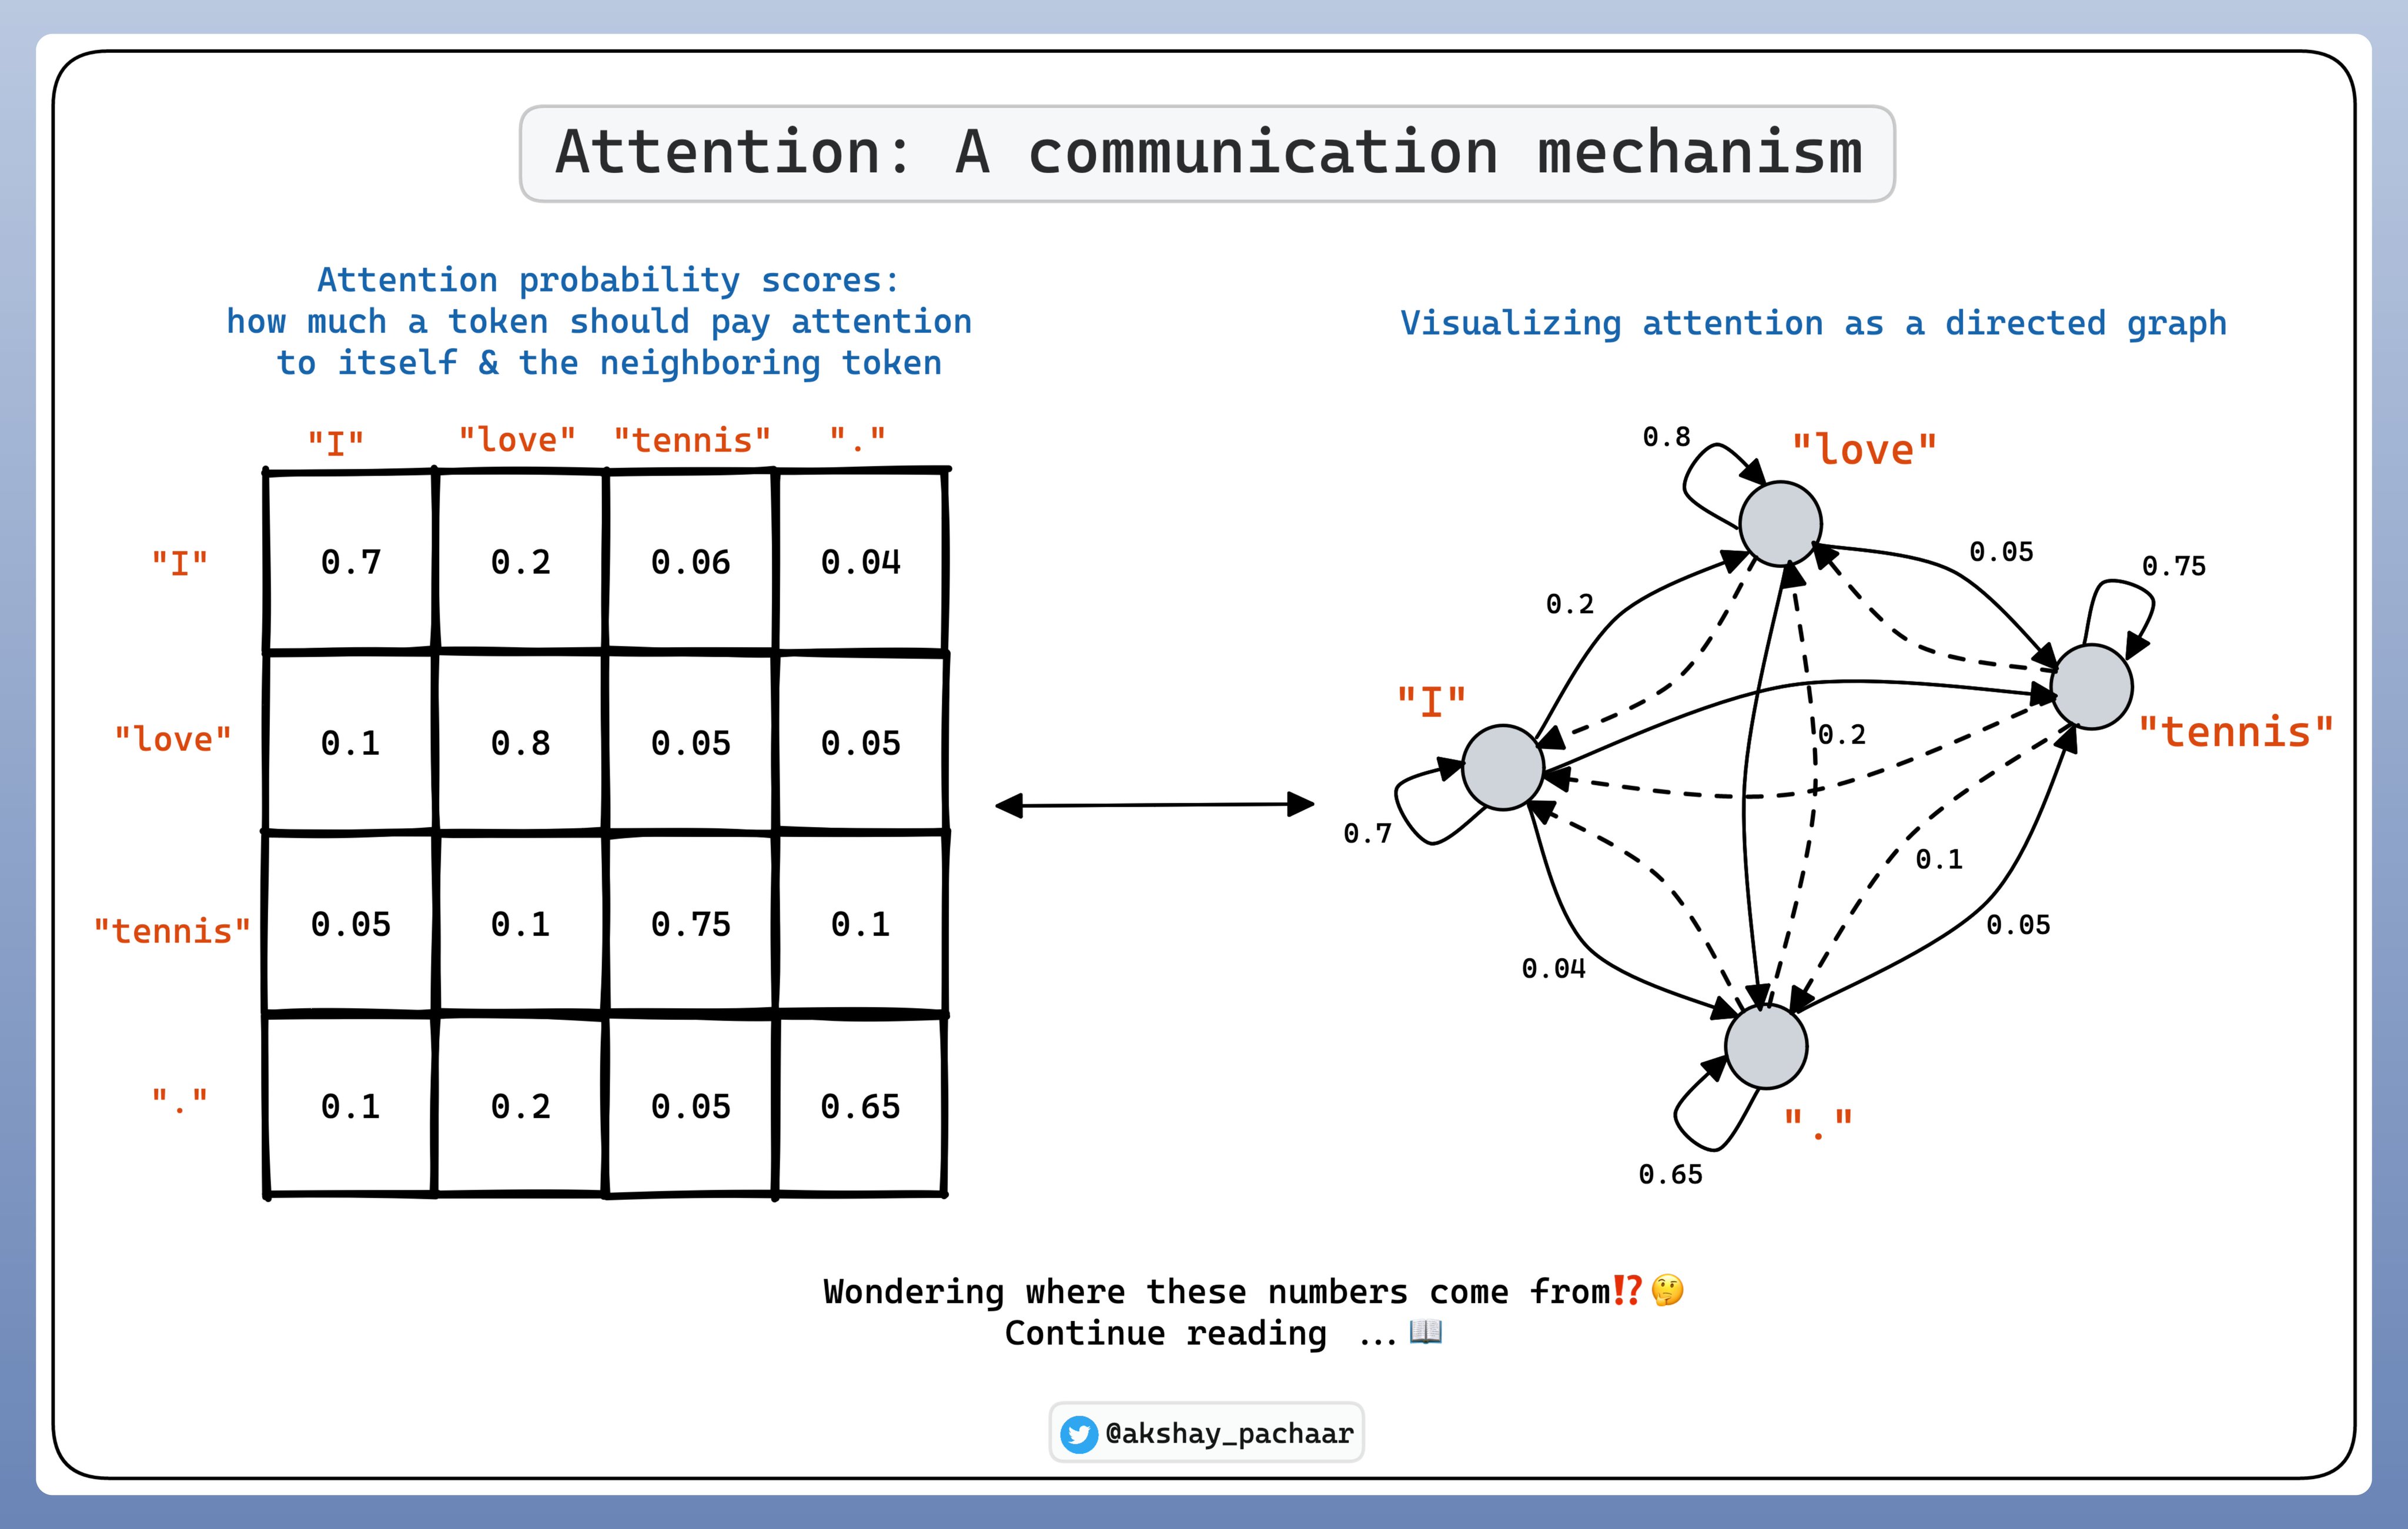 Attention: A communication mechanism
Attention probability scores:
how much a token should pay attention
to itself & the neighboring token
"I" "love" "tennis" "."
"I" 0.7 0.2 0.06 0.04
"love" 0.1 0.8 0.05 0.05
"tennis" 0.05 0.1 0.75 0.1
"." 0.1 0.2 0.05 0.65
Visualizing attention as a directed graph
0.8
"love"
0.05
0.75
0.2
"I"
0.2
"tennis"
0.7
0.1
0.05
0.04
"."
0.65
Wondering where these numbers come from⁉️🤔
Continue reading ...📖
@akshay_pachaar